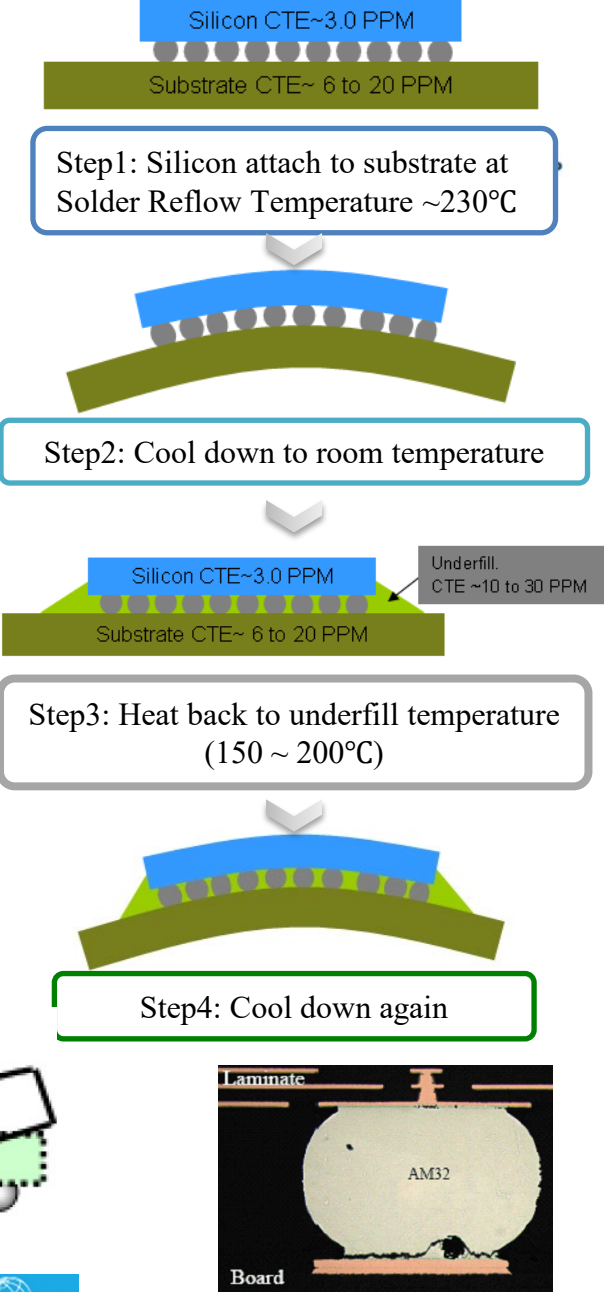 Silicon CTE~3.0 PPM
Substrate CTE~ 6 to 20 PPM
Step1: Silicon attach to substrate at
Solder Reflow Temperature ~230℃
Step2: Cool down to room temperature
Underfill.
CTE ~10 to 30 PPM
Silicon CTE~3.0 PPM
Substrate CTE~ 6 to 20 PPM
Step3: Heat back to underfill temperature
(150 ~ 200℃)
Step4: Cool down again
Laminate
AM32
Board